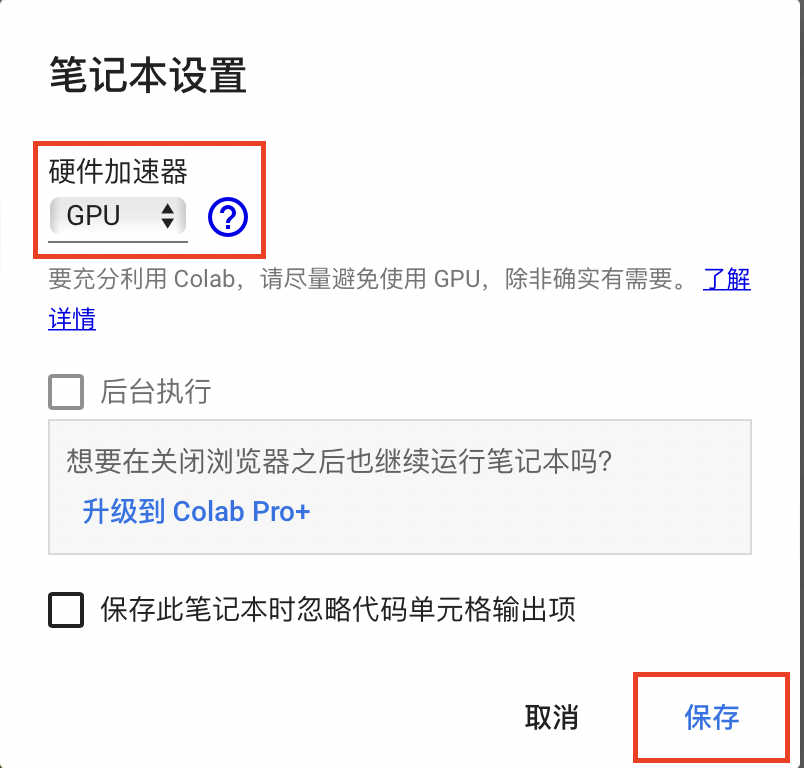 笔记本设置
硬件加速器
GPU
?
要充分利用 Colab，请尽量避免使用 GPU，除非确实有需要。 了解
详情
后台执行
想要在关闭浏览器之后也继续运行笔记本吗？
升级到 Colab Pro+
保存此笔记本时忽略代码单元格输出项
取消 保存